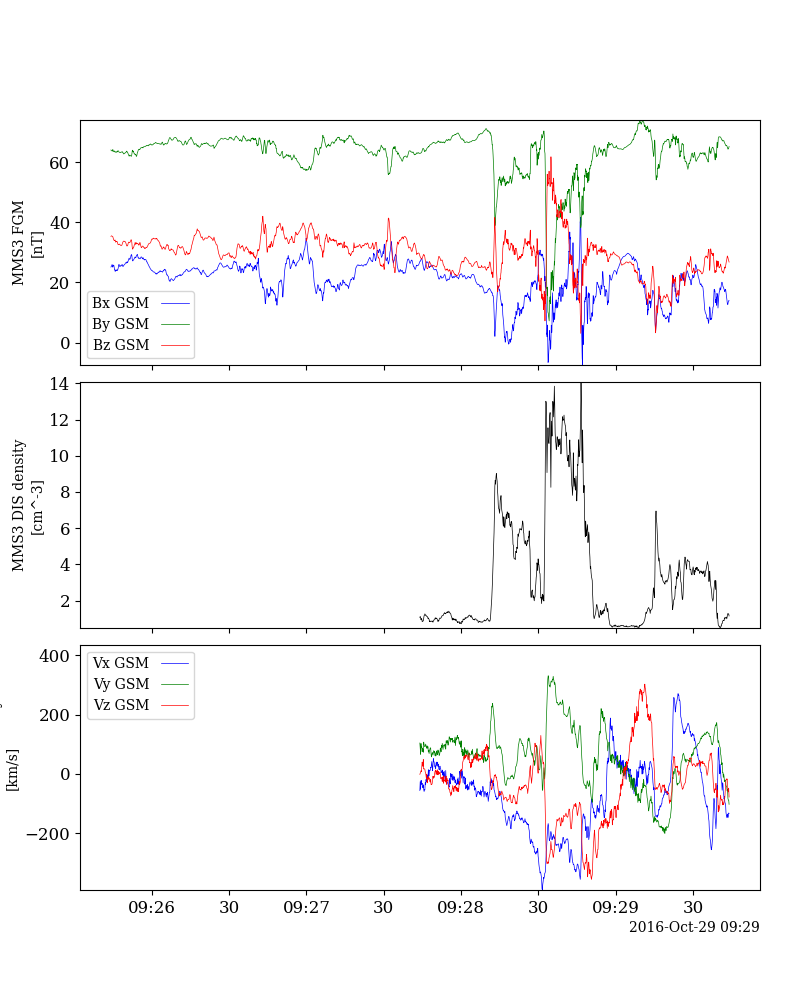 MMS3 FGM
[nT]
60
40
20
0
Bx GSM
By GSM
Bz GSM
MMS3 DIS density
[cm^-3]
14
12
10
8
6
4
2
[km/s]
400
200
0
−200
Vx GSM
Vy GSM
Vz GSM
09:26
30
09:27
30
09:28
30
09:29
30
2016-Oct-29 09:29